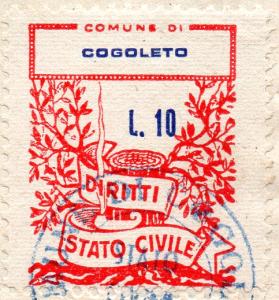 COMUNE DI
COGOLETO
L. 10
DIRITTI
STATO CIVILE